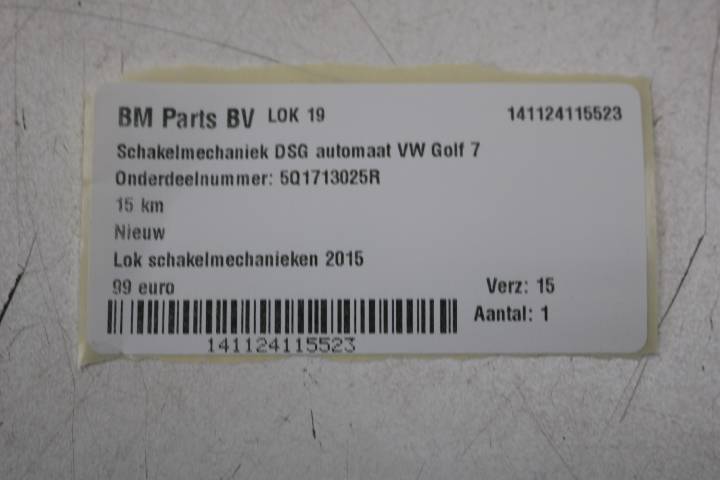 BM Parts BV LOK 19 141124115523
Schakelmechaniek DSG automaat VW Golf 7
Onderdeelnummer: 5Q1713025R
15 km
Nieuw
Lok schakelmechanieken 2015
99 euro Verz: 15
Aantal: 1
141124115523